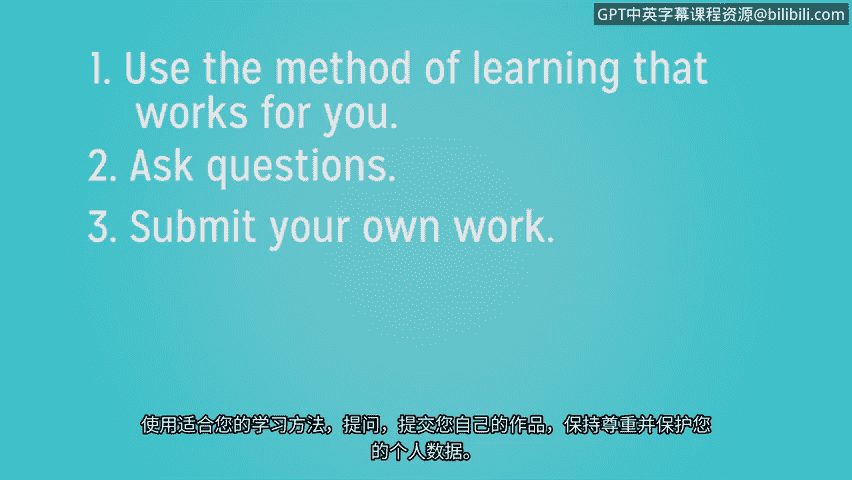 GPT中英字幕课程资源@bilibili.com
1. Use the method of learning that
works for you.
2. Ask questions.
3. Submit your own work.
使用适合您的学习方法，提问，提交您自己的作品，保持尊重并保护您
的个人数据。